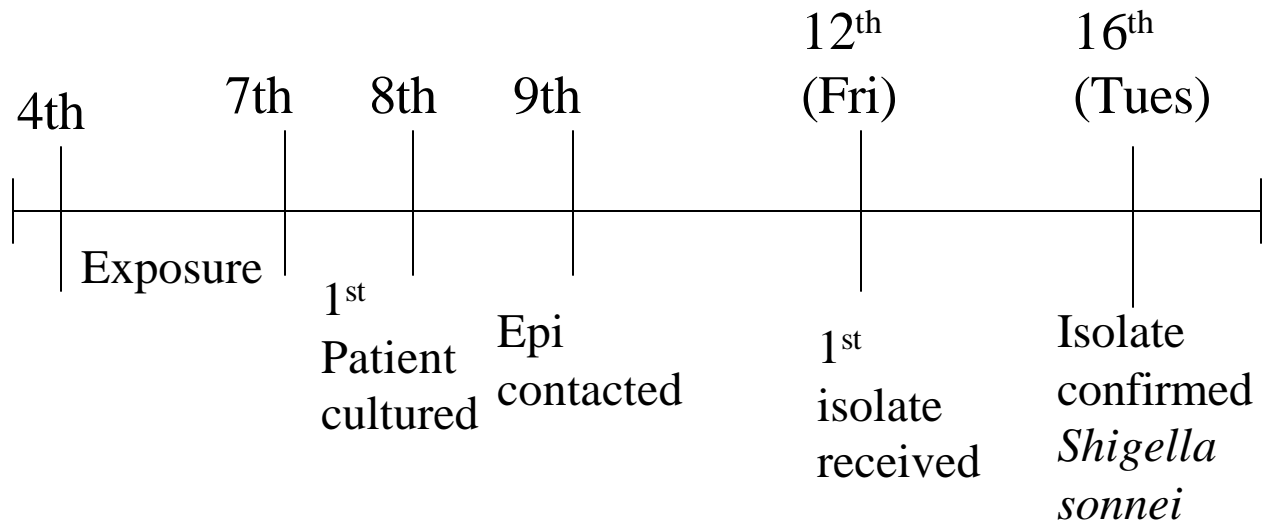 4th
7th
8th
9th
12th
(Fri)
16th
(Tues)
Exposure
1st
Patient
cultured
Epi
contacted
1st
isolate
received
Isolate
confirmed
Shigella
sonnei